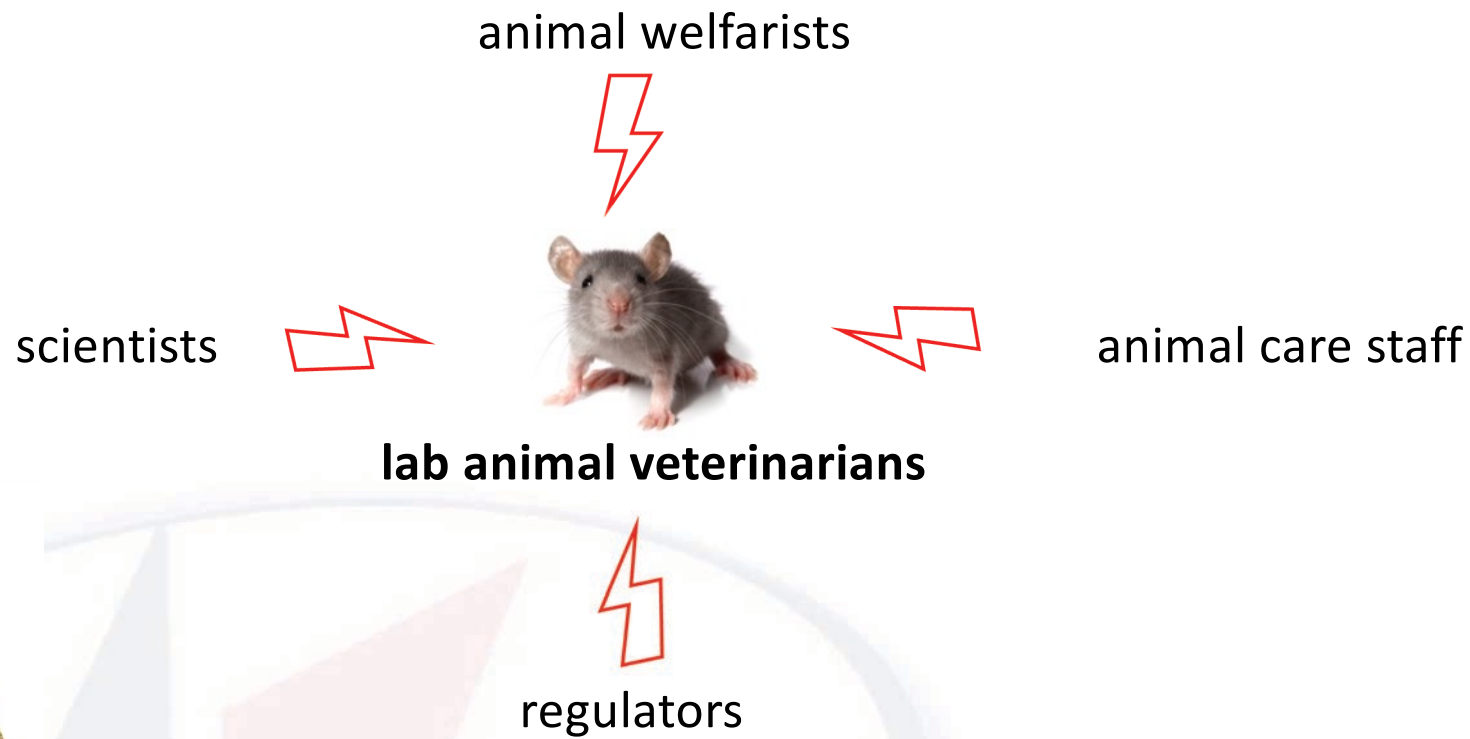 animal welfarists
scientists
animal care staff
lab animal veterinarians
regulators